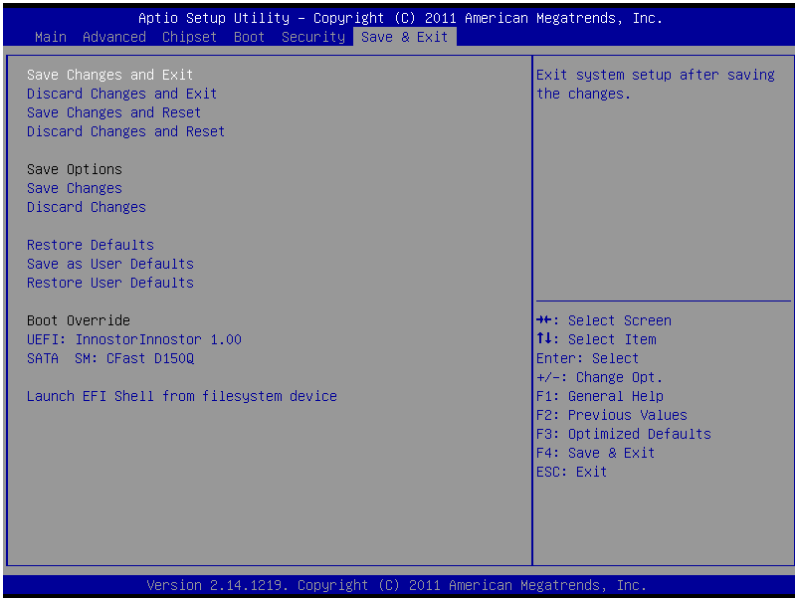 Aptio Setup Utility – Copyright (C) 2011 American Megatrends, Inc.
Main Advanced Chipset Boot Security Save & Exit
Save Changes and Exit
Discard Changes and Exit
Save Changes and Reset
Discard Changes and Reset
Save Options
Save Changes
Discard Changes
Restore Defaults
Save as User Defaults
Restore User Defaults
Boot Override
UEFI: InnostorInnostor 1.00
SATA SM: CFast D150Q
Launch EFI Shell from filesystem device
Exit system setup after saving
the changes.
→←: Select Screen
↑↓: Select Item
Enter: Select
+/-: Change Opt.
F1: General Help
F2: Previous Values
F3: Optimized Defaults
F4: Save & Exit
ESC: Exit
Version 2.14.1219. Copyright (C) 2011 American Megatrends, Inc.